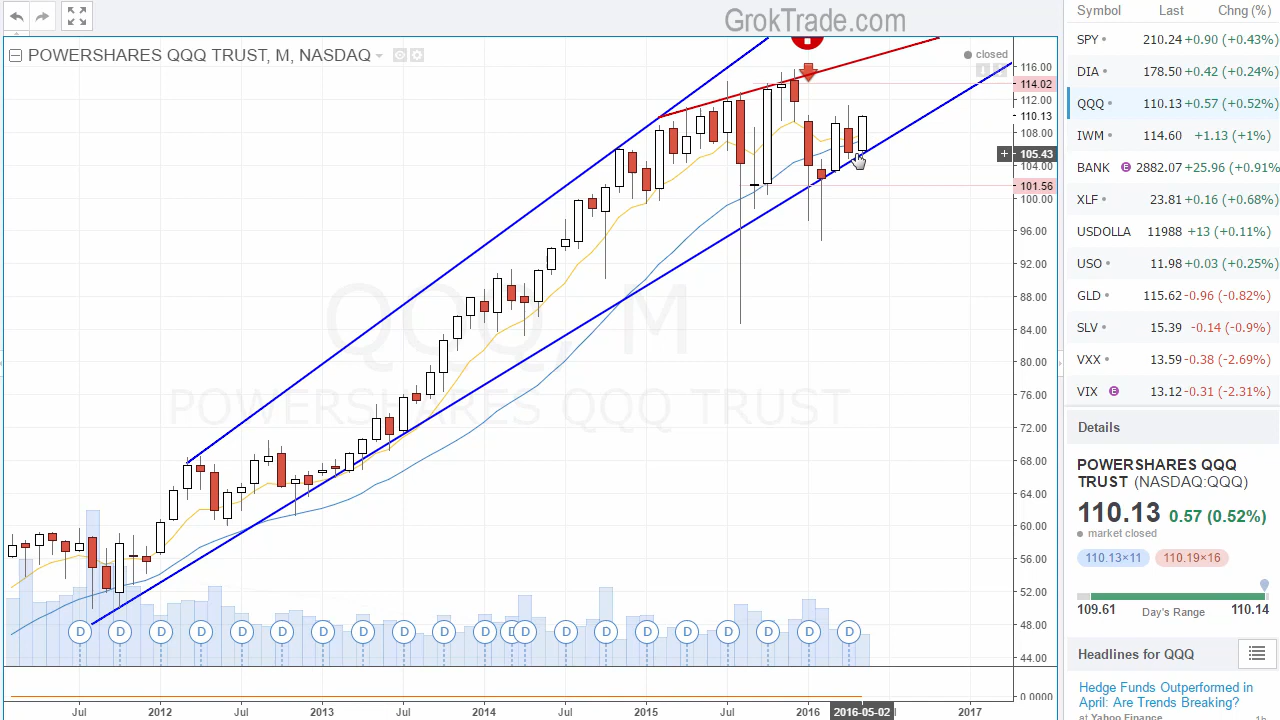 GrokTrade.com
POWERSHARES QQQ TRUST, M, NASDAQ
closed
QQQ, M
POWERSHARES QQQ TRUST
116.00
114.02
112.00
110.13
108.00
105.43
101.56
100.00
96.00
92.00
88.00
84.00
80.00
76.00
72.00
68.00
64.00
60.00
56.00
52.00
48.00
44.00
0.0000
D D D D D D D D D D D D D D D D D D D D D
Jul 2012 Jul 2013 Jul 2014 Jul 2015 Jul 2016 2016-05-02 2017
Symbol Last Chng (%)
SPY 210.24 +0.90 (+0.43%)
DIA 178.50 +0.42 (+0.24%)
QQQ 110.13 +0.57 (+0.52%)
IWM 114.60 +1.13 (+1%)
BANK E 2882.07 +25.96 (+0.91%
XLF 23.81 +0.16 (+0.68%)
USDOLLA 11988 +13 (+0.11%)
USO 11.98 +0.03 (+0.25%)
GLD 115.62 -0.96 (-0.82%)
SLV 15.39 -0.14 (-0.9%)
VXX 13.59 -0.38 (-2.69%)
VIX E 13.12 -0.31 (-2.31%)
Details
POWERSHARES QQQ
TRUST (NASDAQ:QQQ)
110.13 0.57 (0.52%)
market closed
110.13×11 110.19×16
109.61 Day's Range 110.14
Headlines for QQQ
Hedge Funds Outperformed in
April: Are Trends Breaking?
at Yahoo Finance 1h